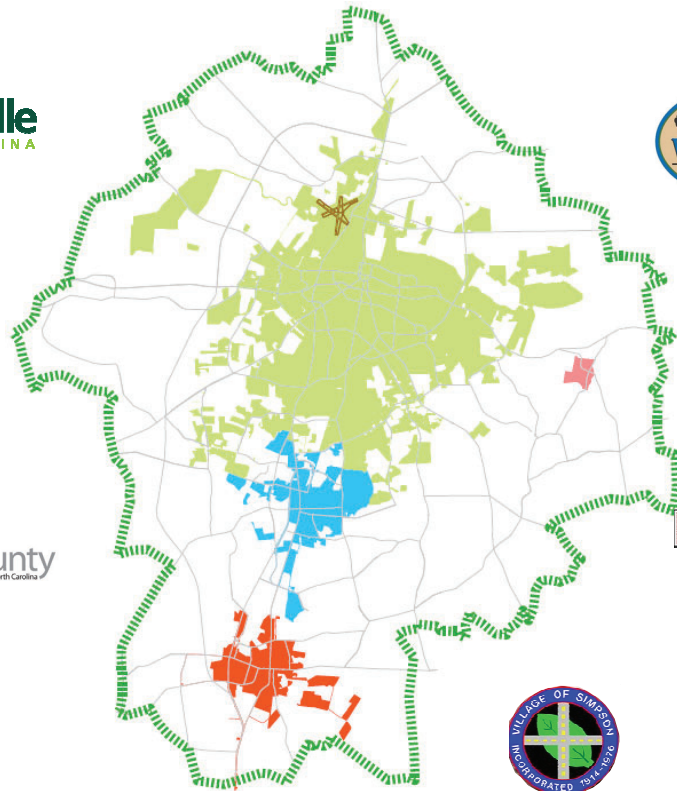 lle
INA
unty
rth Carolina
VILLAGE OF SIMPSON
INCORPORATED 1914-1976